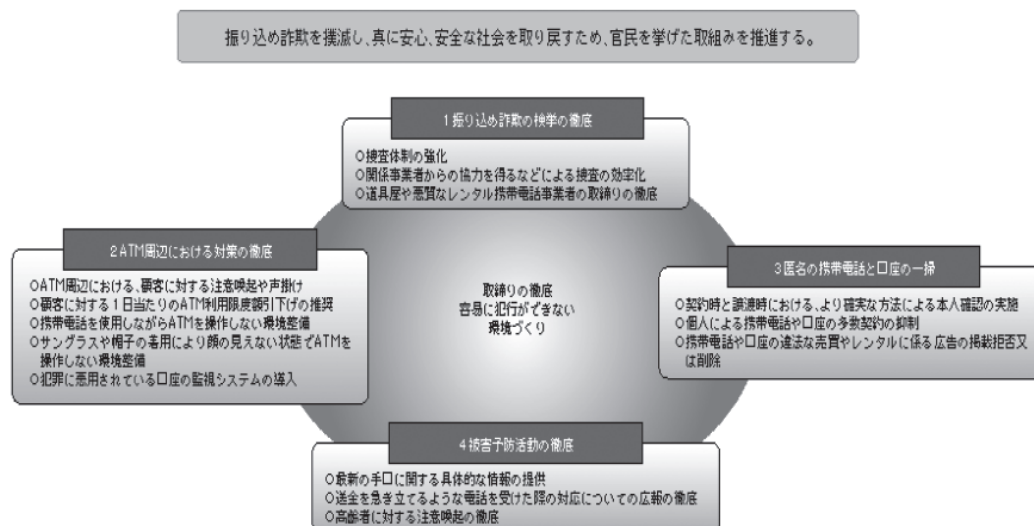 振り込め詐欺を撲滅し、真に安心、安全な社会を取り戻すため、官民を挙げた取組みを推進する。
1 振り込め詐欺の検挙の徹底
○捜査体制の強化
○関係事業者からの協力を得るなどによる捜査の効率化
○道具屋や悪質なレンタル携帯電話事業者の取締りの徹底
2 ATM周辺における対策の徹底
○ATM周辺における、顧客に対する注意喚起や声掛け
○顧客に対する1日当たりのATM利用限度額引下げの推奨
○携帯電話を使用しながらATMを操作しない環境整備
○サングラスや帽子の着用により顔の見えない状態でATMを
操作しない環境整備
○犯罪に悪用されている口座の監視システムの導入
取締りの徹底
容易に犯行ができない
環境づくり
3 匿名の携帯電話と口座の一掃
○契約時と譲渡時における、より確実な方法による本人確認の実施
○個人による携帯電話や口座の多数契約の抑制
○携帯電話や口座の違法な売買やレンタルに係る広告の掲載拒否又
は削除
4 被害予防活動の徹底
○最新の手口に関する具体的な情報の提供
○送金を急き立てるような電話を受けた際の対応についての広報の徹底
○高齢者に対する注意喚起の徹底